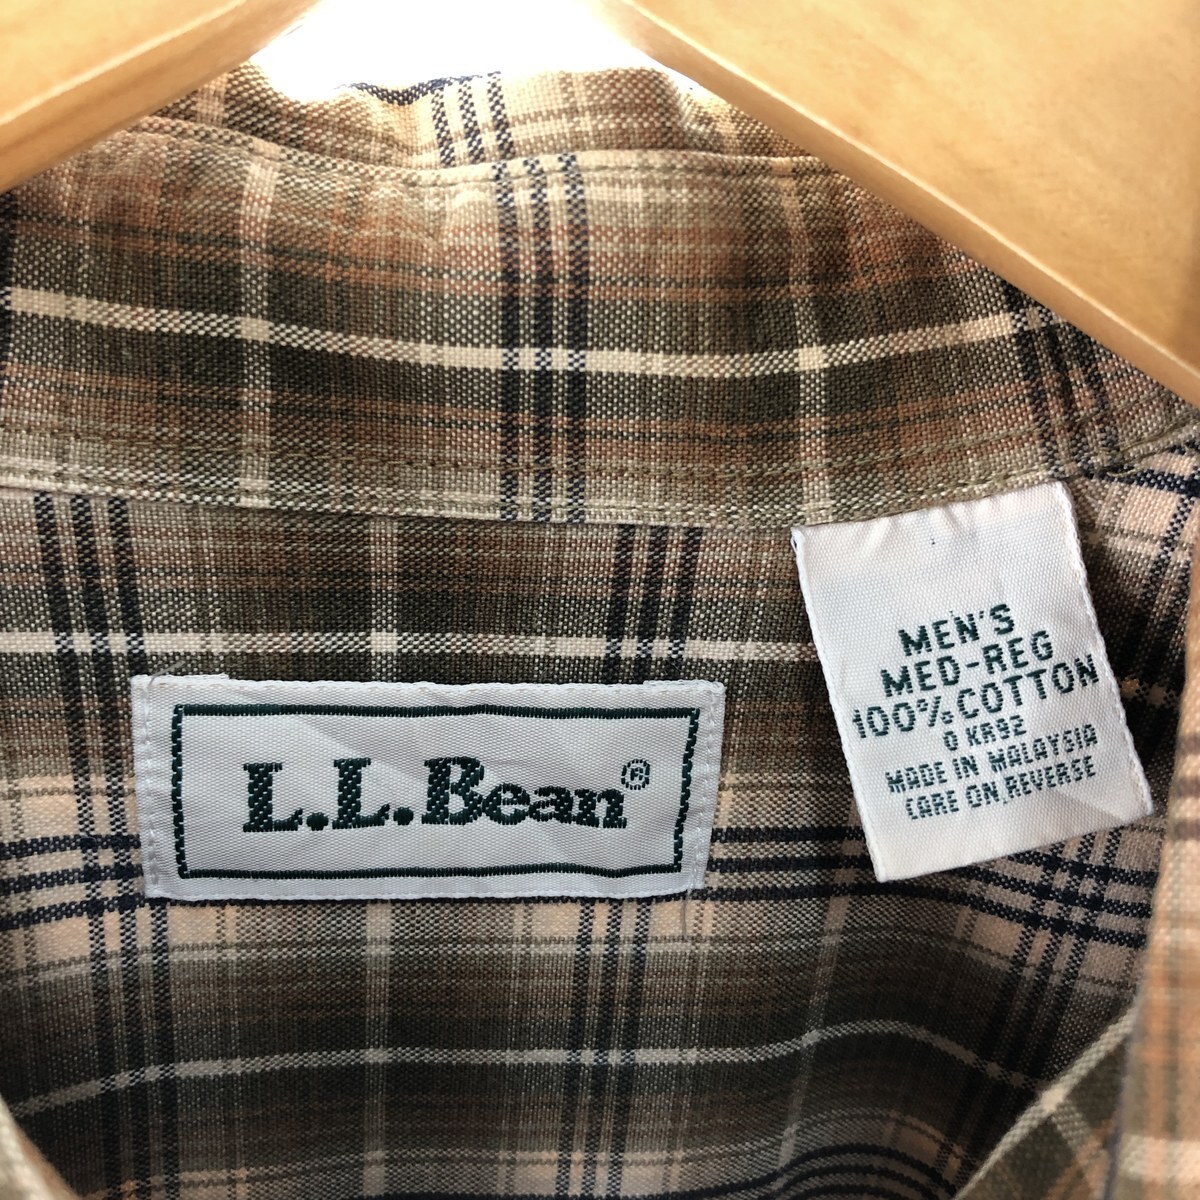 L.L.Bean®
MEN'S
MED-REG
100% COTTON
0 KR92
MADE IN MALAYSIA
CARE ON REVERSE